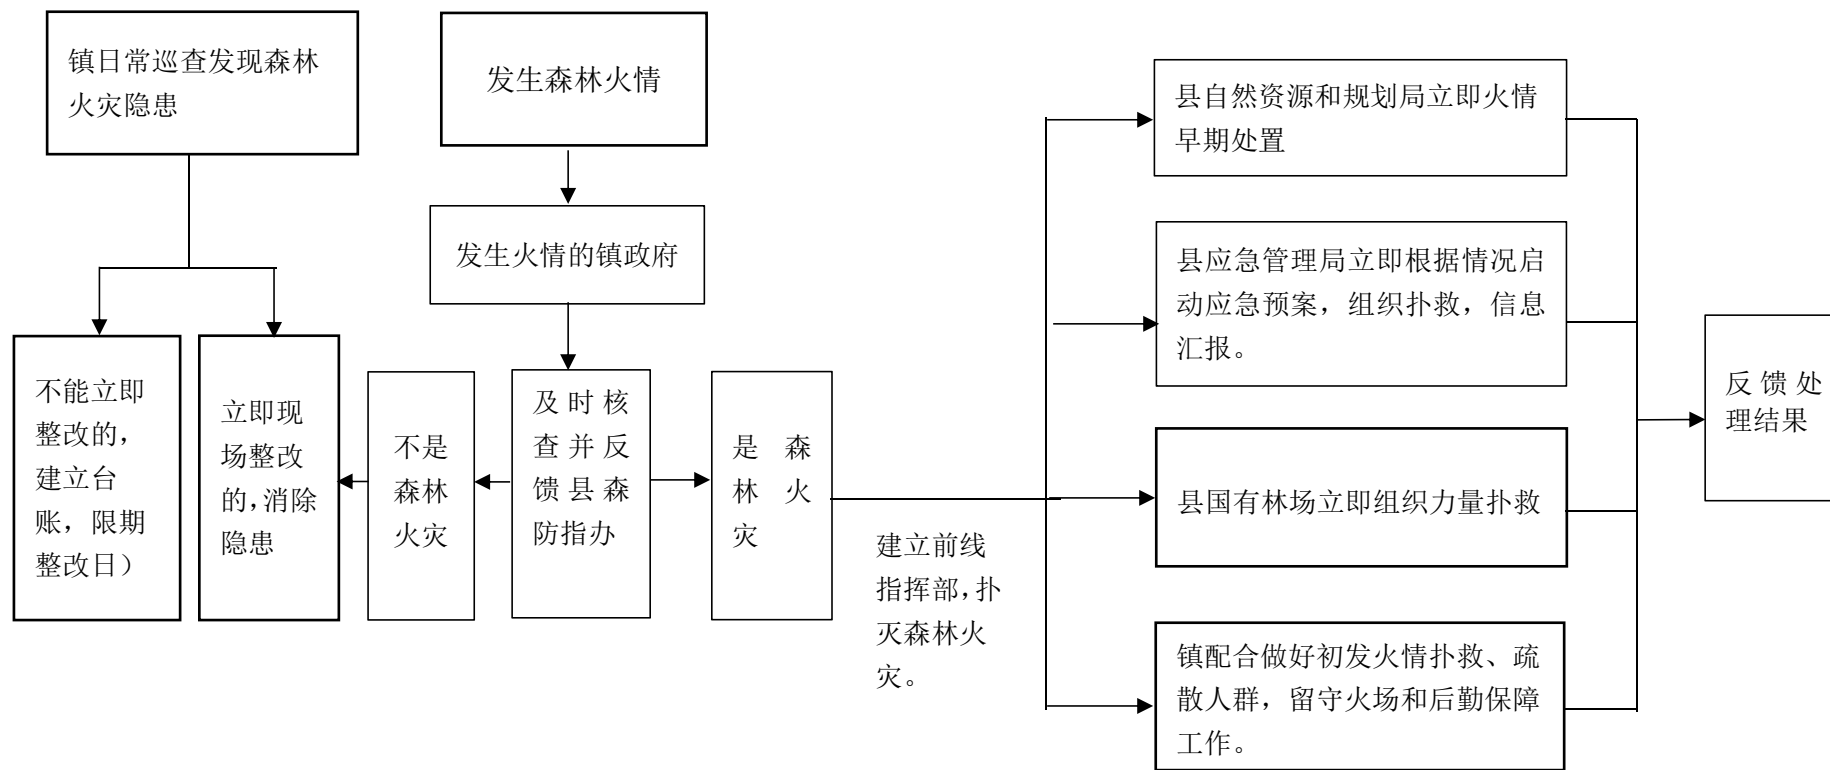 镇日常巡查发现森林
火灾隐患
发生森林火情
发生火情的镇政府
不能立即
整改的，
建立台
账，限期
整改日）
立即现
场整改
的，消除
隐患
不是
森林
火灾
及时核
查并反
馈县森
防指办
是森
林火
灾
建立前线
指挥部，扑
灭森林火
灾。
县自然资源和规划局立即火情
早期处置
县应急管理局立即根据情况启
动应急预案，组织扑救，信息
汇报。
县国有林场立即组织力量扑救
镇配合做好初发火情扑救、疏
散人群，留守火场和后勤保障
工作。
反馈处
理结果